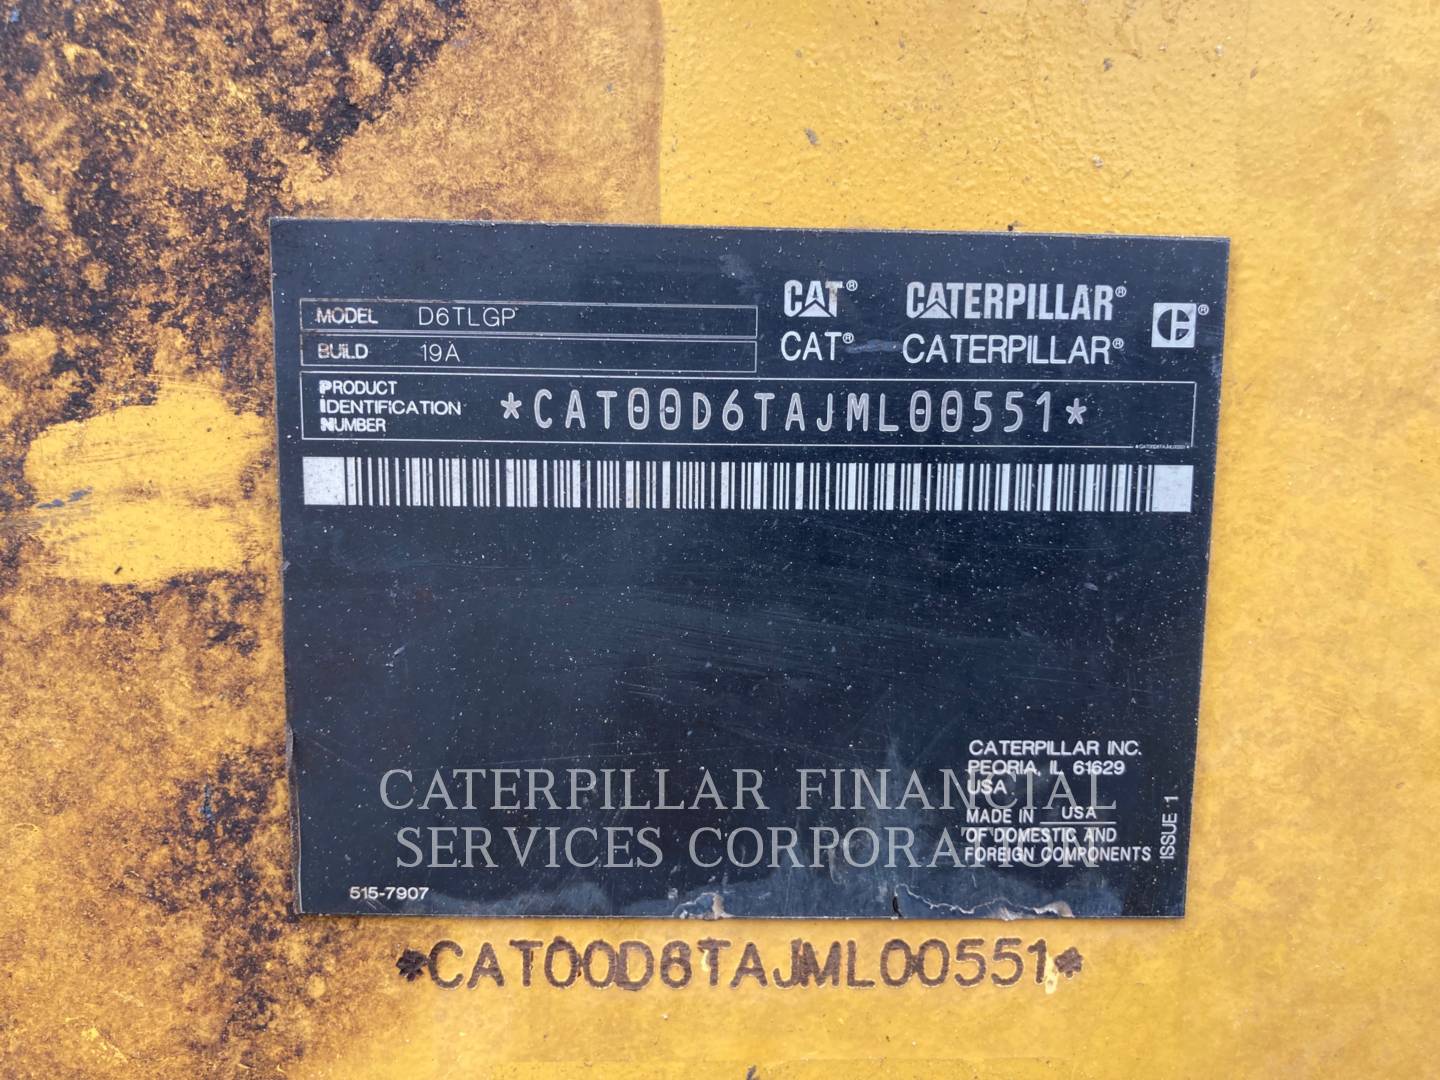 MODEL D6TLGP
BUILD 19A
CAT® CATERPILLAR®
CAT® CATERPILLAR®
PRODUCT
IDENTIFICATION
NUMBER
*CAT00D6TAJML00551*
*CAT00D6TAJML00551*
CATERPILLAR INC.
PEORIA, IL 61629
USA
MADE IN USA
OF DOMESTIC AND
FOREIGN COMPONENTS
ISSUE 1
515-7907
CATERPILLAR FINANCIAL
SERVICES CORPORATION
*CAT00D6TAJML00551*